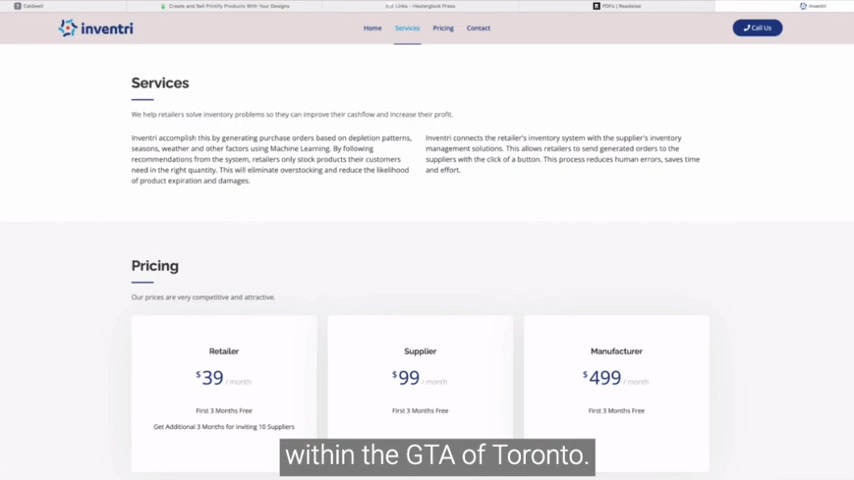 Caldwell
Create and Sell Printify Products With Your Designs
Links – Hesterglock Press
PDFs | Readwise
Inventri
inventri
Home
Services
Pricing
Contact
Call Us
Services
We help retailers solve inventory problems so they can improve their cashflow and increase their profit.
Inventri accomplish this by generating purchase orders based on depletion patterns,
seasons, weather and other factors using Machine Learning. By following
recommendations from the system, retailers only stock products their customers
need in the right quantity. This will eliminate overstocking and reduce the likelihood
of product expiration and damages.
Inventri connects the retailer's inventory system with the supplier's inventory
management solutions. This allows retailers to send generated orders to the
suppliers with the click of a button. This process reduces human errors, saves time
and effort.
Pricing
Our prices are very competitive and attractive.
Retailer
$39 / month
First 3 Months Free
Get Additional 3 Months for inviting 10 Suppliers
Supplier
$99 / month
First 3 Months Free
Manufacturer
$499 / month
First 3 Months Free
within the GTA of Toronto.